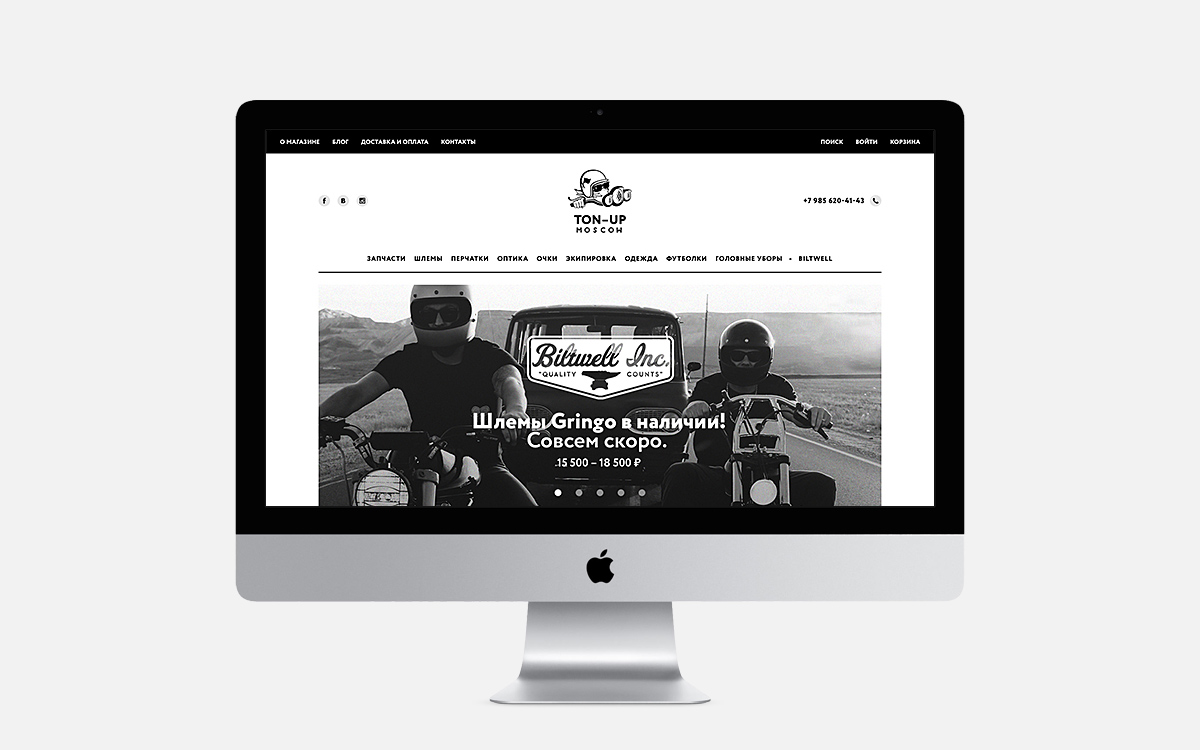 О МАГАЗИНЕ БЛОГ ДОСТАВКА И ОПЛАТА КОНТАКТЫ ПОИСК ВОЙТИ КОРЗИНА
+7 985 620-41-43
TON-UP
MOSCOW
ЗАПЧАСТИ ШЛЕМЫ ПЕРЧАТКИ ОПТИКА ОЧКИ ЭКИПИРОВКА ОДЕЖДА ФУТБОЛКИ ГОЛОВНЫЕ УБОРЫ • BILTWELL
Biltwell Inc.
"QUALITY COUNTS"
Шлемы Gringo в наличии!
Совсем скоро.
15 500 – 18 500 ₽